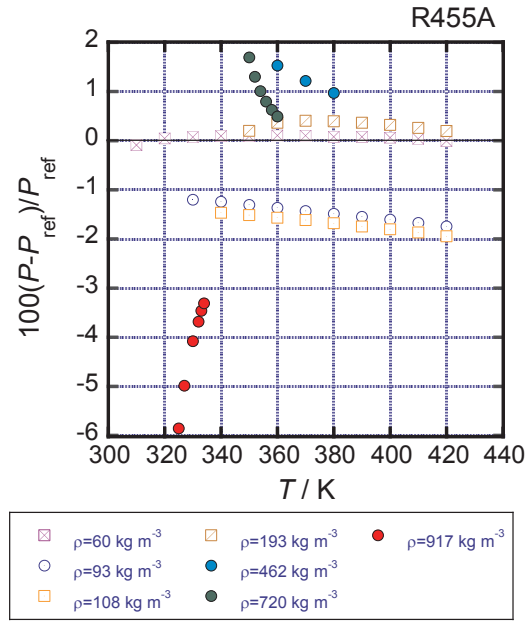 R455A
2
1
0
-1
-2
-3
-4
-5
-6
100(P-P_ref)/P_ref
300 320 340 360 380 400 420 440
T / K
ρ=60 kg m⁻³ ρ=193 kg m⁻³ ρ=917 kg m⁻³
ρ=93 kg m⁻³ ρ=462 kg m⁻³
ρ=108 kg m⁻³ ρ=720 kg m⁻³